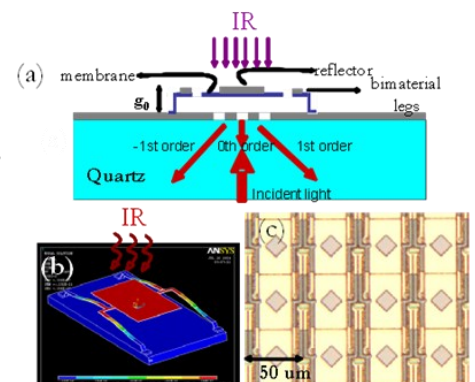 IR
(a)
membrane
reflector
bimaterial
legs
g0
-1st order 0th order 1st order
Quartz
Incident light
IR
(b)
ANSYS
(c)
50 um